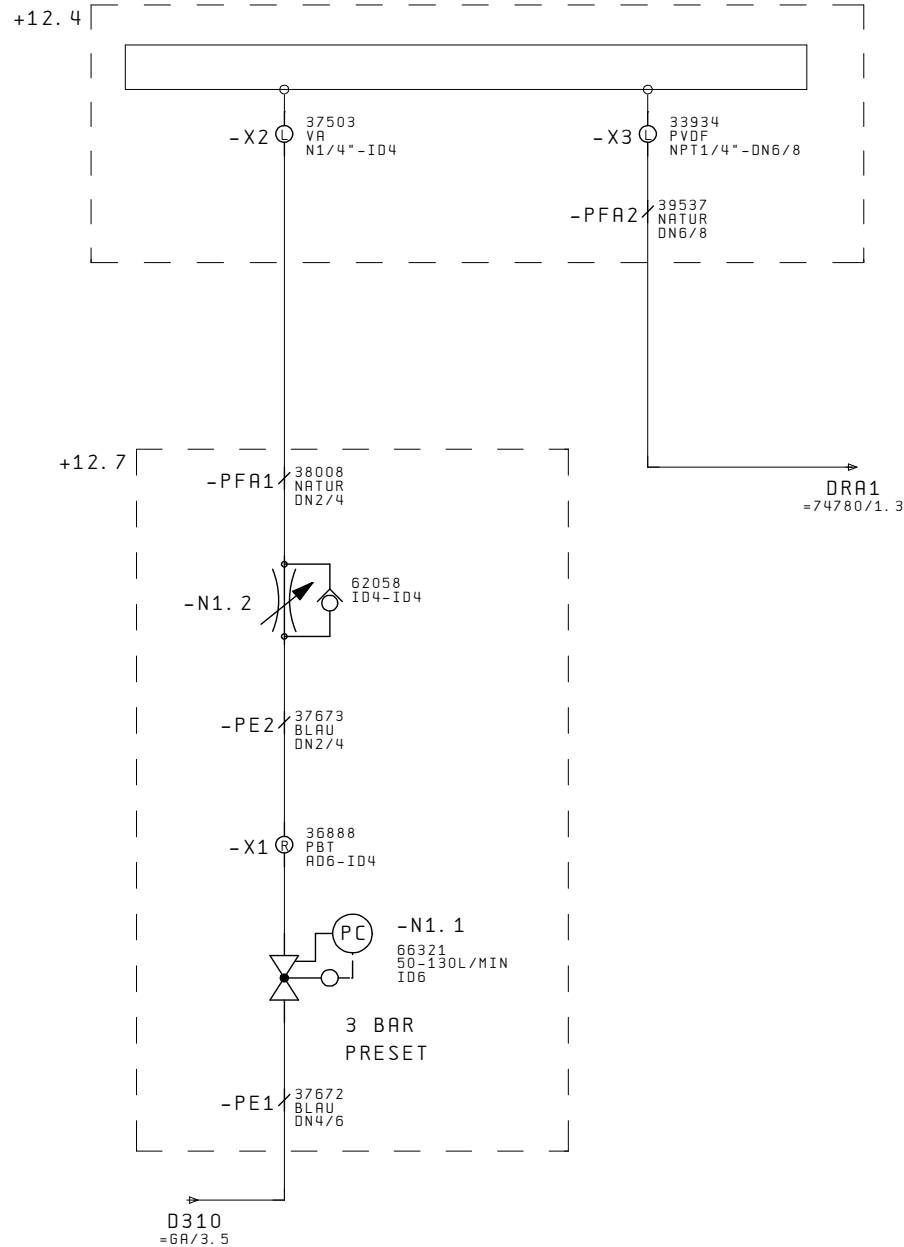 +12.4
-X2
L
37503
VA
N1/4"-ID4
-X3
L
33934
PVDF
NPT1/4"-DN6/8
-PFA2
39537
NATUR
DN6/8
+12.7
-PFA1
38008
NATUR
DN2/4
DRA1
=74780/1.3
-N1.2
62058
ID4-ID4
-PE2
37673
BLAU
DN2/4
-X1
R
36888
PBT
AD6-ID4
PC
-N1.1
66321
50-130L/MIN
ID6
3 BAR
PRESET
-PE1
37672
BLAU
DN4/6
D310
=GA/3.5